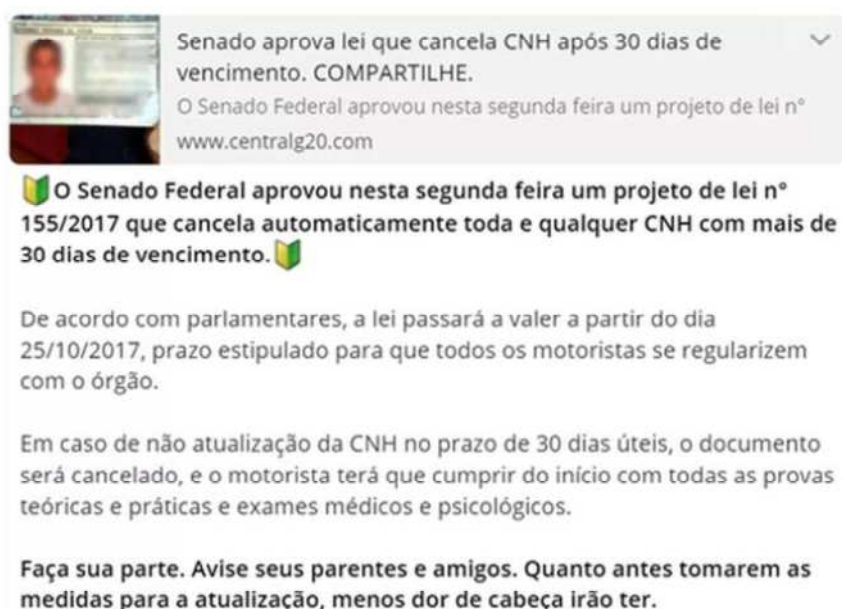 Senado aprova lei que cancela CNH após 30 dias de
vencimento. COMPARTILHE.
O Senado Federal aprovou nesta segunda feira um projeto de lei n°
www.centralg20.com
🔰O Senado Federal aprovou nesta segunda feira um projeto de lei n°
155/2017 que cancela automaticamente toda e qualquer CNH com mais de
30 dias de vencimento.🔰
De acordo com parlamentares, a lei passará a valer a partir do dia
25/10/2017, prazo estipulado para que todos os motoristas se regularizem
com o órgão.
Em caso de não atualização da CNH no prazo de 30 dias úteis, o documento
será cancelado, e o motorista terá que cumprir do início com todas as provas
teóricas e práticas e exames médicos e psicológicos.
Faça sua parte. Avise seus parentes e amigos. Quanto antes tomarem as
medidas para a atualização, menos dor de cabeça irão ter.